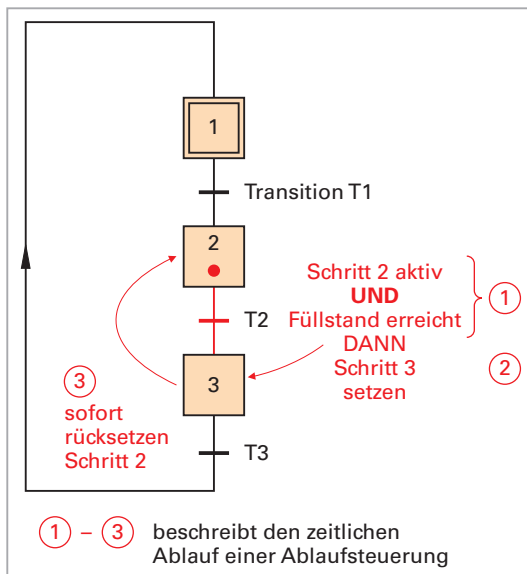 1
Transition T1
2
Schritt 2 aktiv
UND
Füllstand erreicht
DANN
Schritt 3
setzen
1
2
T2
3
3
sofort
rücksetzen
Schritt 2
T3
1 – 3 beschreibt den zeitlichen
Ablauf einer Ablaufsteuerung